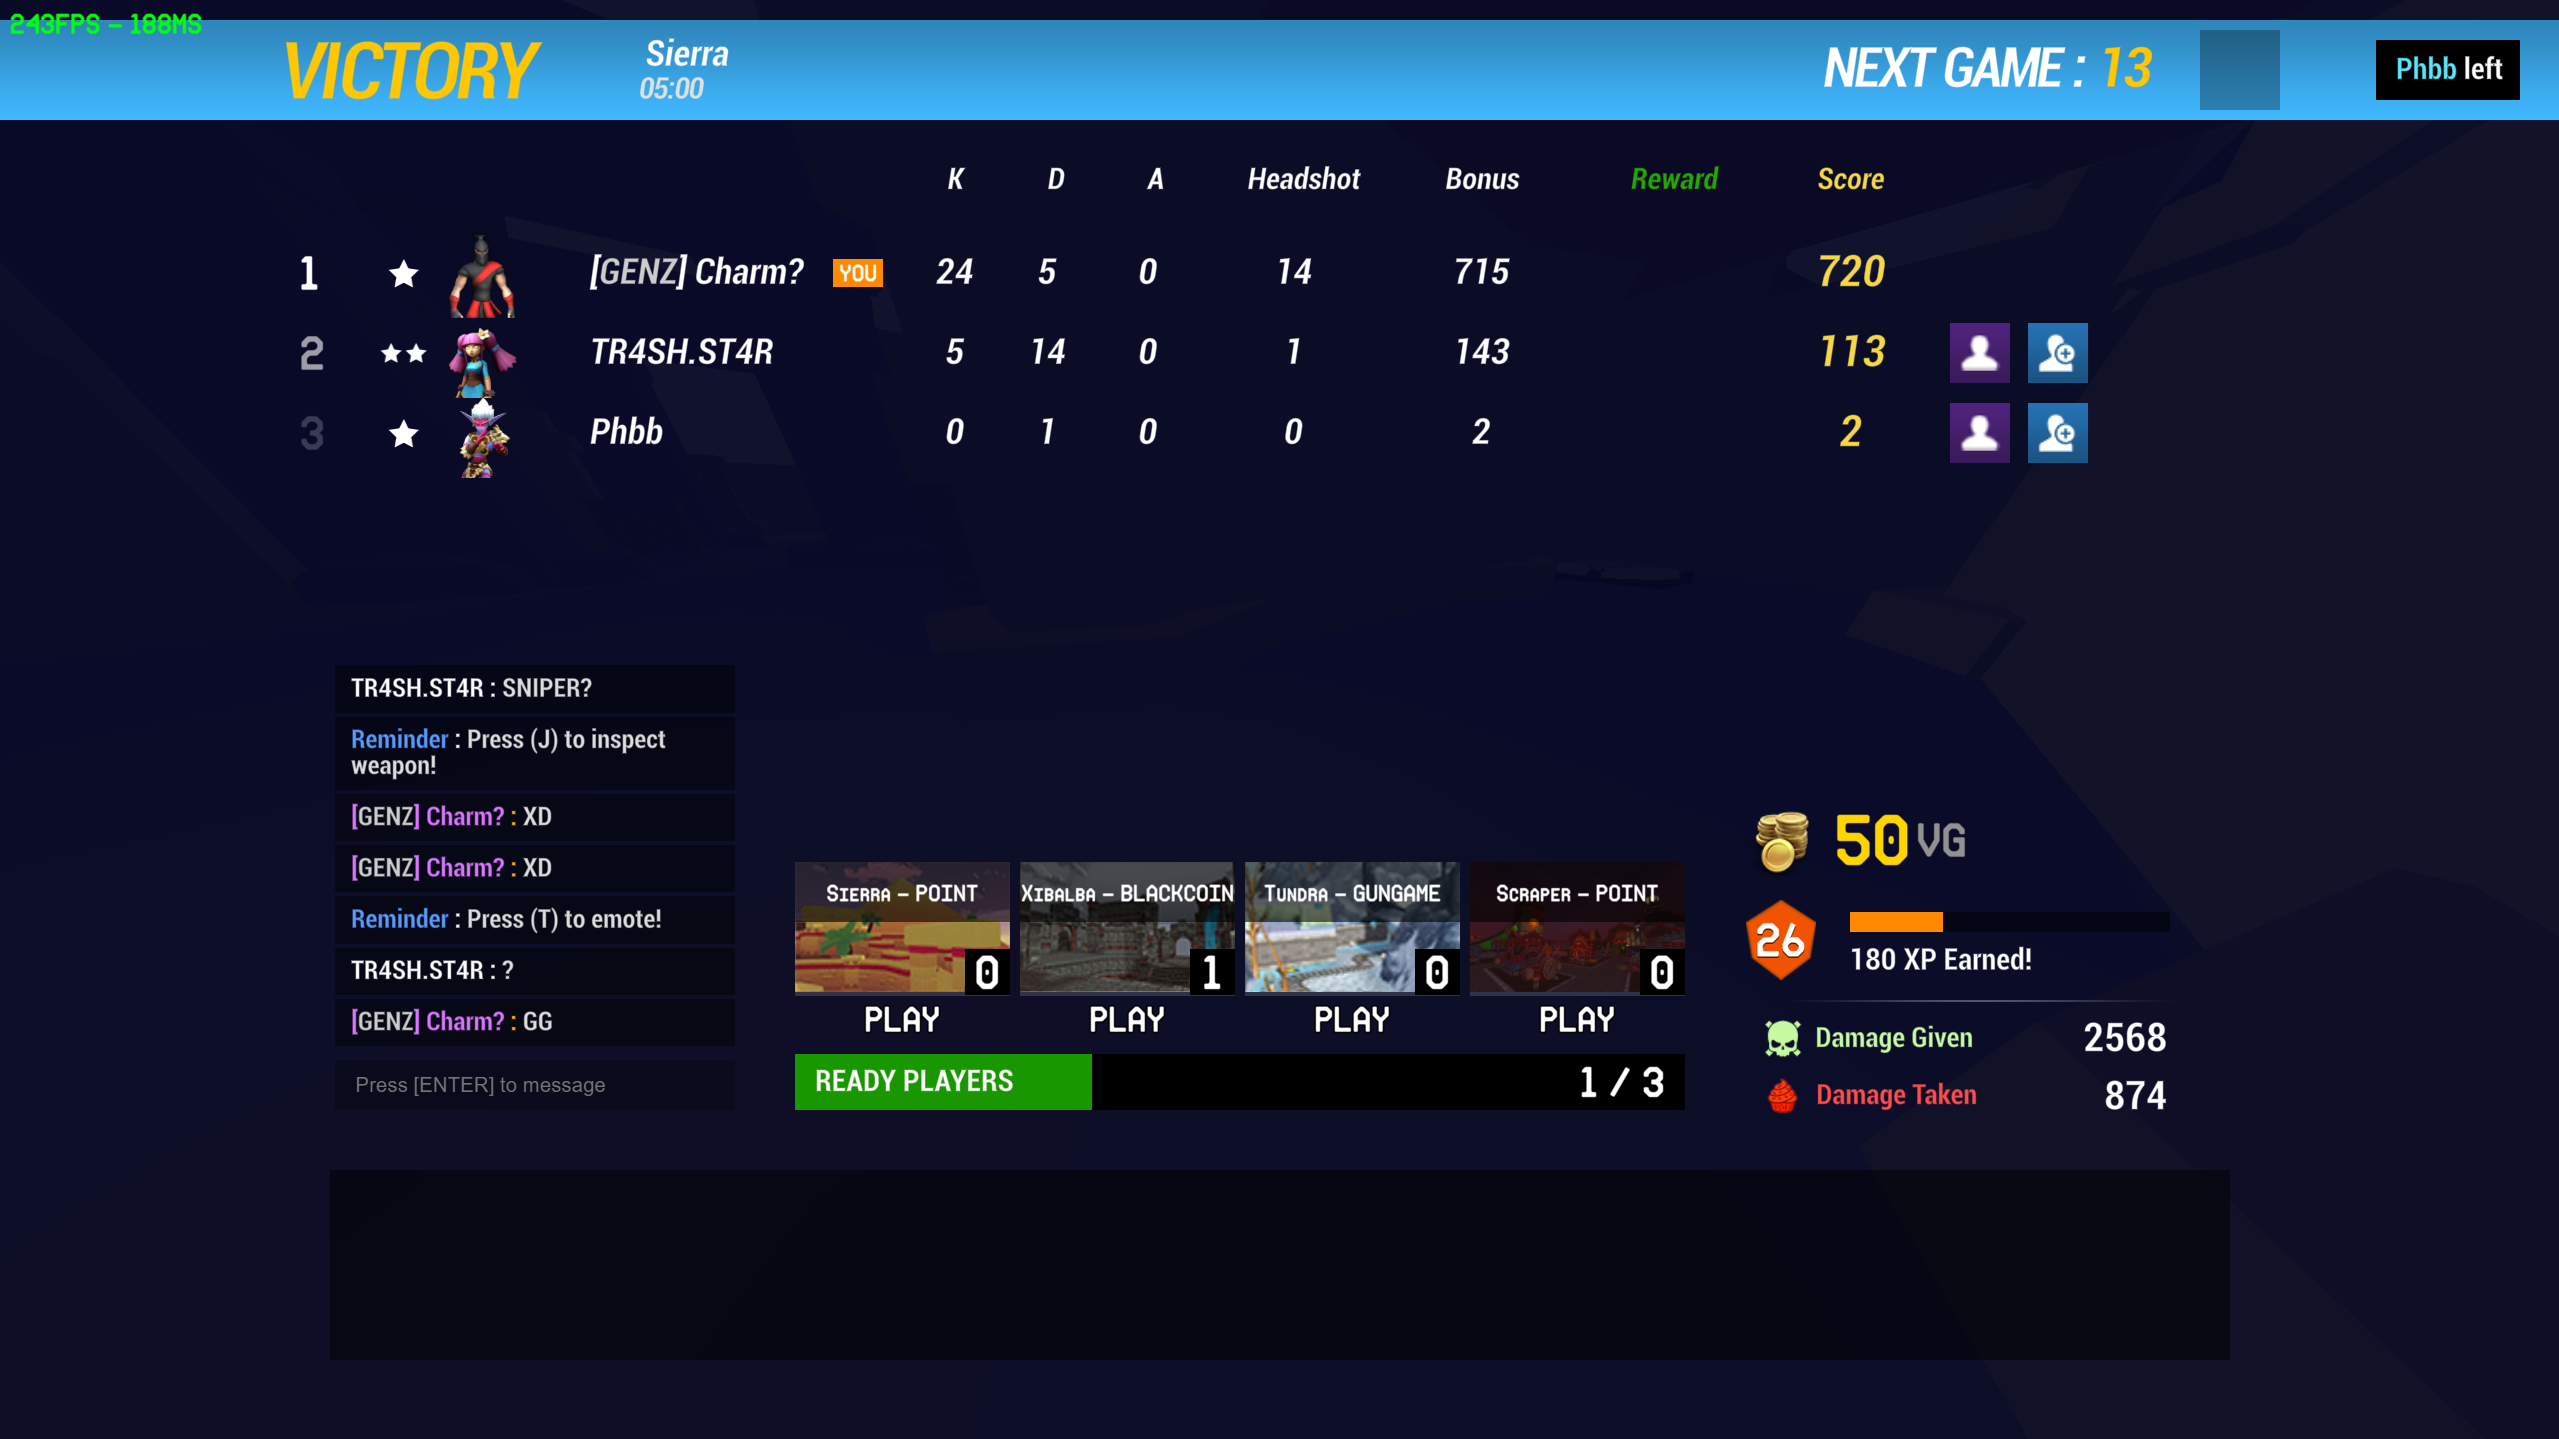 243FPS - 188MS
VICTORY
Sierra
05:00
NEXT GAME : 13
Phbb left
K D A Headshot Bonus Reward Score
1 [GENZ] Charm? YOU 24 5 0 14 715 720
2 TR4SH.ST4R 5 14 0 1 143 113
3 Phbb 0 1 0 0 2 2
TR4SH.ST4R : SNIPER?
Reminder : Press (J) to inspect
weapon!
[GENZ] Charm? : XD
[GENZ] Charm? : XD
Reminder : Press (T) to emote!
TR4SH.ST4R : ?
[GENZ] Charm? : GG
Press [ENTER] to message
Sierra - POINT
0
PLAY
Xibalba - BLACKCOIN
1
PLAY
Tundra - GUNGAME
0
PLAY
Scraper - POINT
0
PLAY
READY PLAYERS 1 / 3
50 VG
26
180 XP Earned!
Damage Given 2568
Damage Taken 874